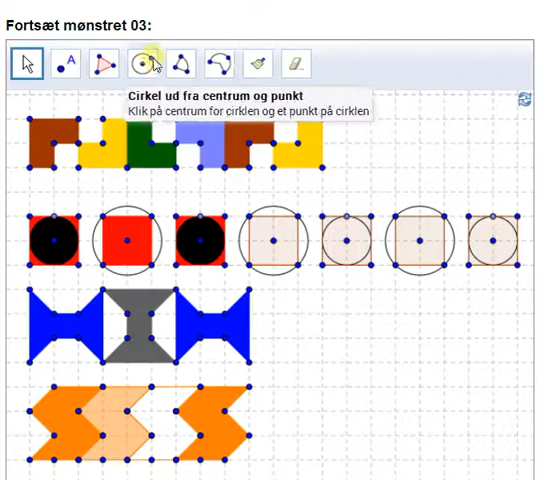 Fortsæt mønstret 03:
A
Cirkel ud fra centrum og punkt
Klik på centrum for cirklen og et punkt på cirklen